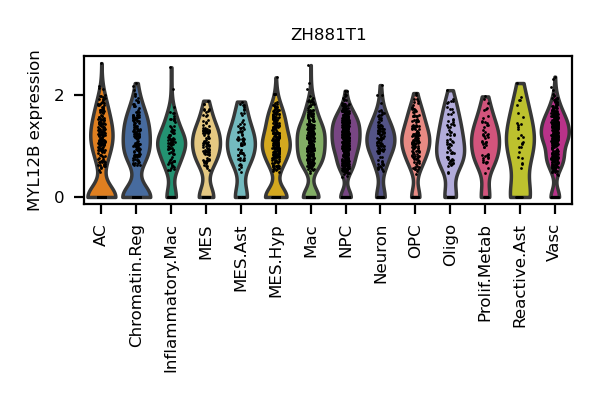 ZH881T1
MYL12B expression
2
0
AC
Chromatin.Reg
Inflammatory.Mac
MES
MES.Ast
MES.Hyp
Mac
NPC
Neuron
OPC
Oligo
Prolif.Metab
Reactive.Ast
Vasc